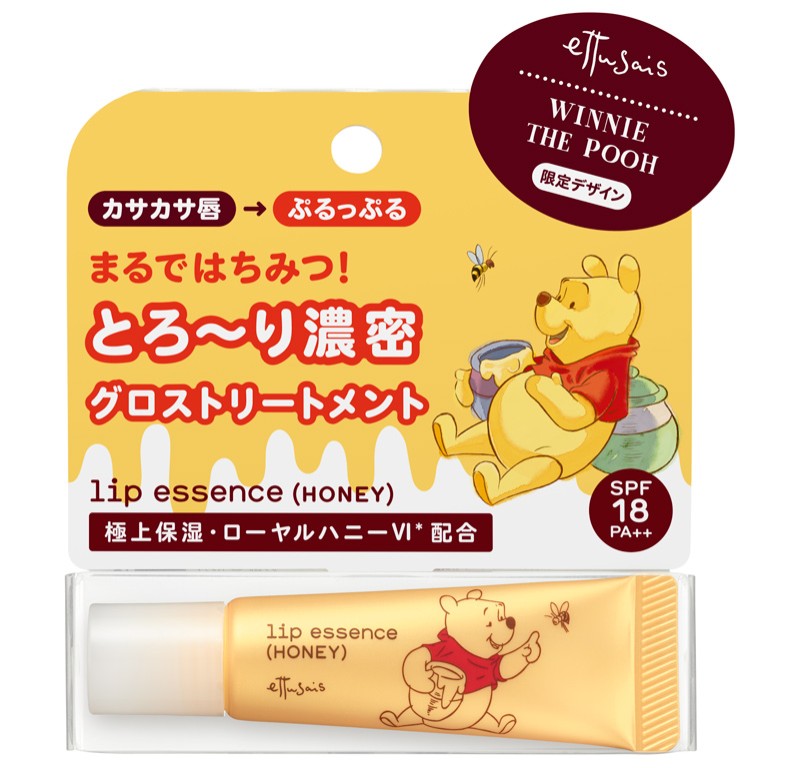 ettusais
WINNIE
THE POOH
限定デザイン
カサカサ唇 → ぷるっぷる
まるではちみつ!
とろ〜り濃密
グロストリートメント
lip essence (HONEY)
極上保湿・ローヤルハニーⅥ* 配合
SPF
18
PA++
lip essence
(HONEY)
ettusais